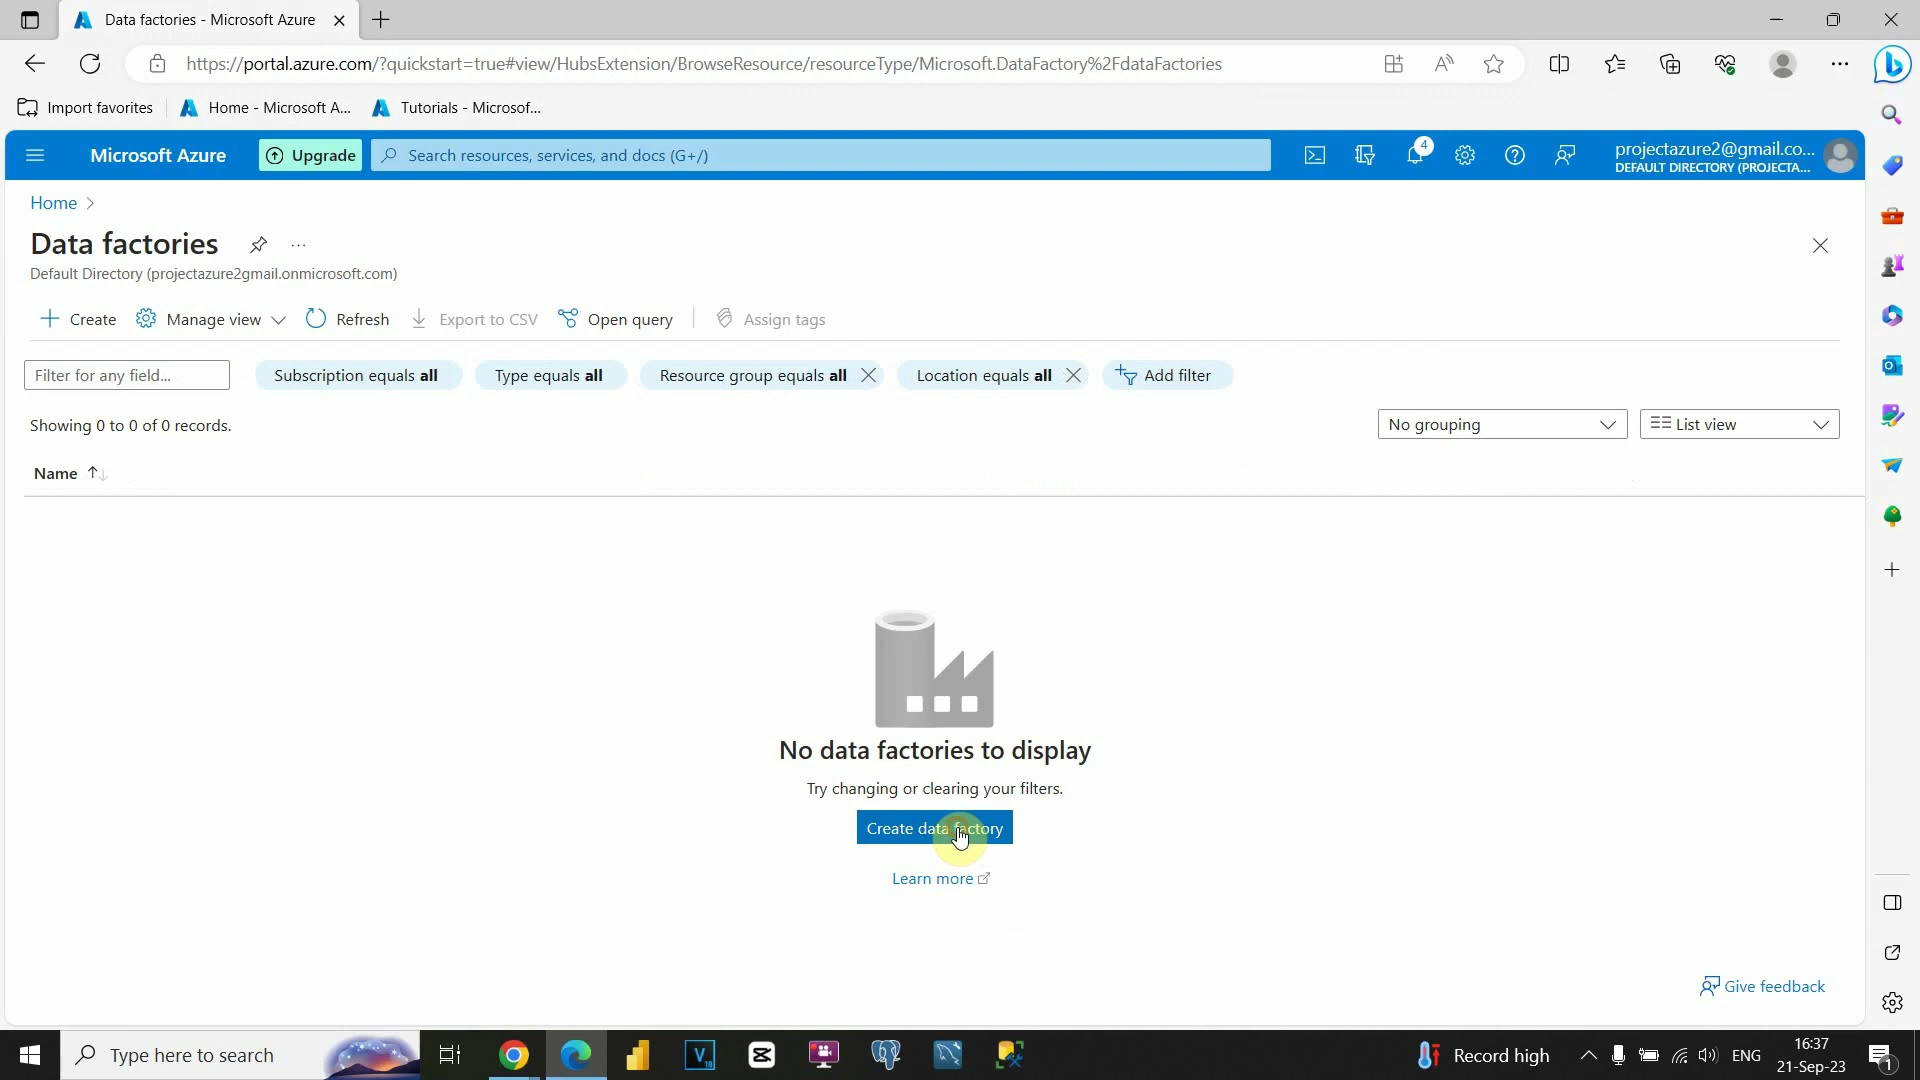 Data factories - Microsoft Azure
https://portal.azure.com/?quickstart=true#view/HubsExtension/BrowseResource/resourceType/Microsoft.DataFactory%2FdataFactories
Import favorites
Home - Microsoft A...
Tutorials - Microsof...
Microsoft Azure
Upgrade
Search resources, services, and docs (G+/)
4
projectazure2@gmail.co...
DEFAULT DIRECTORY (PROJECTA...
Home
Data factories
Default Directory (projectazure2gmail.onmicrosoft.com)
Create
Manage view
Refresh
Export to CSV
Open query
Assign tags
Filter for any field...
Subscription equals all
Type equals all
Resource group equals all
Location equals all
Add filter
Showing 0 to 0 of 0 records.
No grouping
List view
Name
No data factories to display
Try changing or clearing your filters.
Create data factory
Learn more
Give feedback
Type here to search
Record high
ENG
16:37
21-Sep-23
1